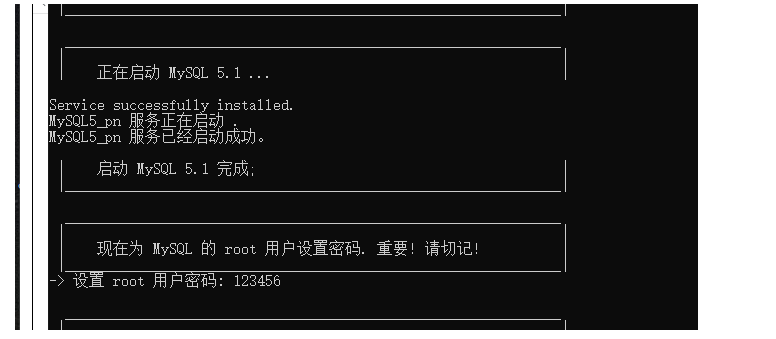 正在启动 MySQL 5.1 ...
Service successfully installed.
MySQL5_pn 服务正在启动 .
MySQL5_pn 服务已经启动成功。
启动 MySQL 5.1 完成;
现在为 MySQL 的 root 用户设置密码. 重要! 请切记!
-> 设置 root 用户密码: 123456